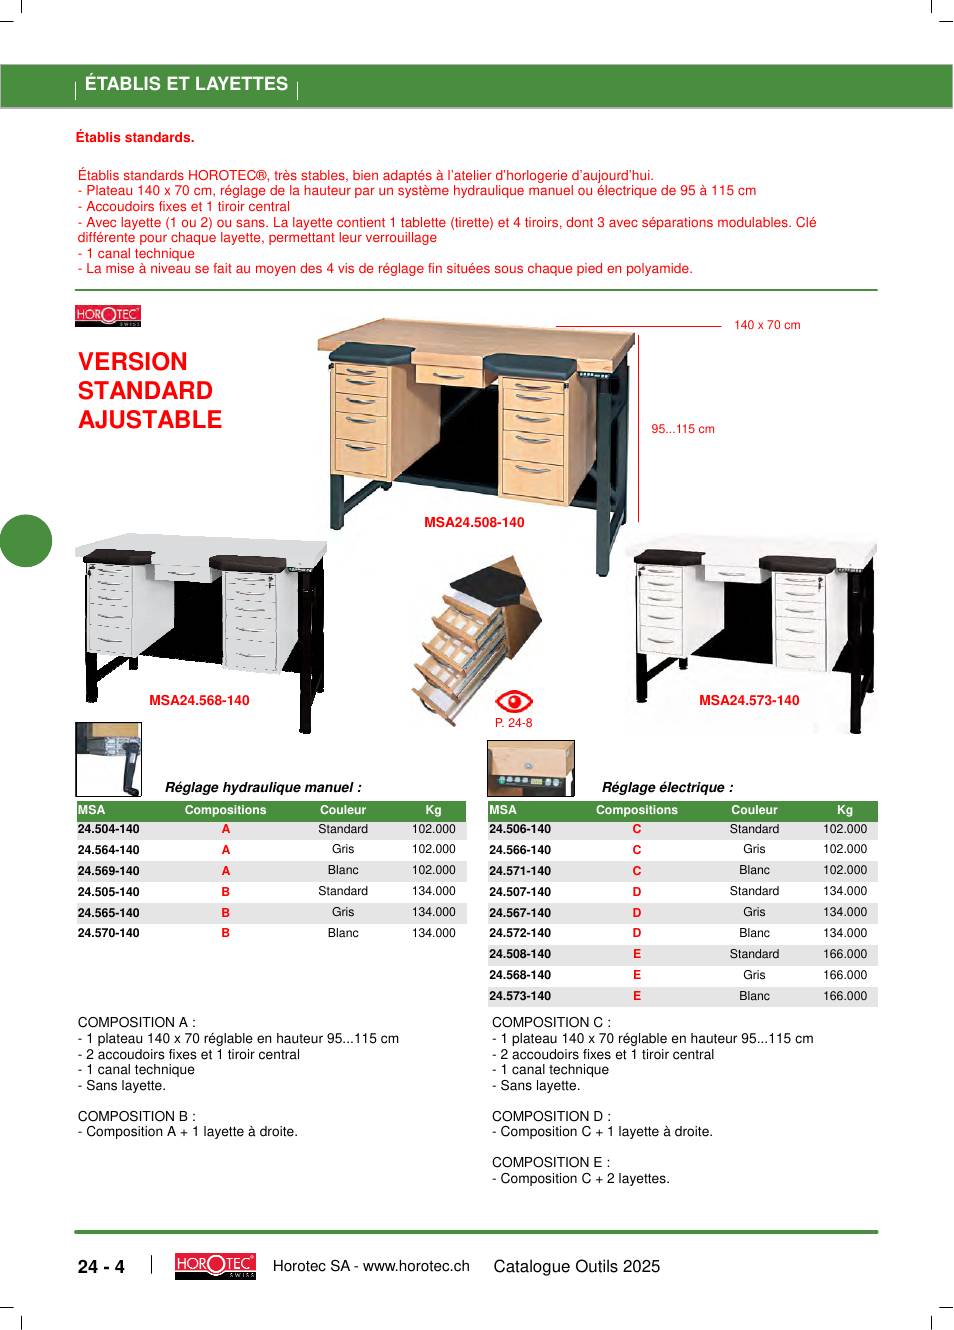 ÉTABLIS ET LAYETTES
Établis standards.
Établis standards HOROTEC®, très stables, bien adaptés à l'atelier d'horlogerie d'aujourd'hui.
- Plateau 140 x 70 cm, réglage de la hauteur par un système hydraulique manuel ou électrique de 95 à 115 cm
- Accoudoirs fixes et 1 tiroir central
- Avec layette (1 ou 2) ou sans. La layette contient 1 tablette (tirette) et 4 tiroirs, dont 3 avec séparations modulables. Clé
différente pour chaque layette, permettant leur verrouillage
- 1 canal technique
- La mise à niveau se fait au moyen des 4 vis de réglage fin situées sous chaque pied en polyamide.
HOROTEC®
SWISS
VERSION
STANDARD
AJUSTABLE
140 x 70 cm
95...115 cm
MSA24.508-140
MSA24.568-140
MSA24.573-140
P. 24-8
Réglage hydraulique manuel :
MSA Compositions Couleur Kg
24.504-140 A Standard 102.000
24.564-140 A Gris 102.000
24.569-140 A Blanc 102.000
24.505-140 B Standard 134.000
24.565-140 B Gris 134.000
24.570-140 B Blanc 134.000
Réglage électrique :
MSA Compositions Couleur Kg
24.506-140 C Standard 102.000
24.566-140 C Gris 102.000
24.571-140 C Blanc 102.000
24.507-140 D Standard 134.000
24.567-140 D Gris 134.000
24.572-140 D Blanc 134.000
24.508-140 E Standard 166.000
24.568-140 E Gris 166.000
24.573-140 E Blanc 166.000
COMPOSITION A :
- 1 plateau 140 x 70 réglable en hauteur 95...115 cm
- 2 accoudoirs fixes et 1 tiroir central
- 1 canal technique
- Sans layette.
COMPOSITION B :
- Composition A + 1 layette à droite.
COMPOSITION C :
- 1 plateau 140 x 70 réglable en hauteur 95...115 cm
- 2 accoudoirs fixes et 1 tiroir central
- 1 canal technique
- Sans layette.
COMPOSITION D :
- Composition C + 1 layette à droite.
COMPOSITION E :
- Composition C + 2 layettes.
24 - 4
HOROTEC®
SWISS
Horotec SA - www.horotec.ch Catalogue Outils 2025